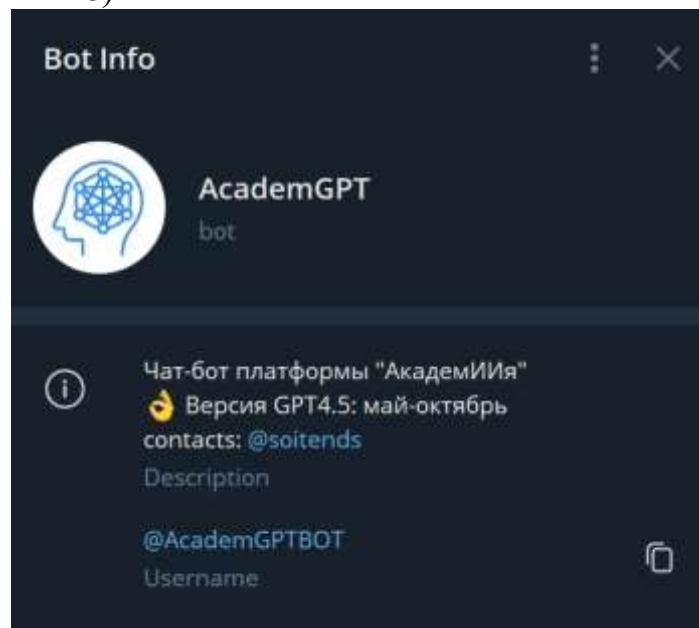 Bot Info
AcademGPT
bot
Чат-бот платформы "АкадемИИя"
👌 Версия GPT4.5: май-октябрь
contacts: @soitends
Description
@AcademGPTBOT
Username